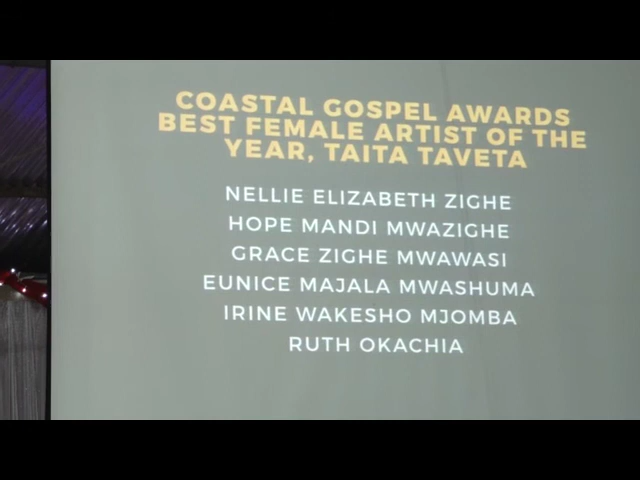 COASTAL GOSPEL AWARDS
BEST FEMALE ARTIST OF THE
YEAR, TAITA TAVETA
NELLIE ELIZABETH ZIGHE
HOPE MANDI MWAZIGHE
GRACE ZIGHE MWAWASI
EUNICE MAJALA MWASHUMA
IRINE WAKESHO MJOMBA
RUTH OKACHIA